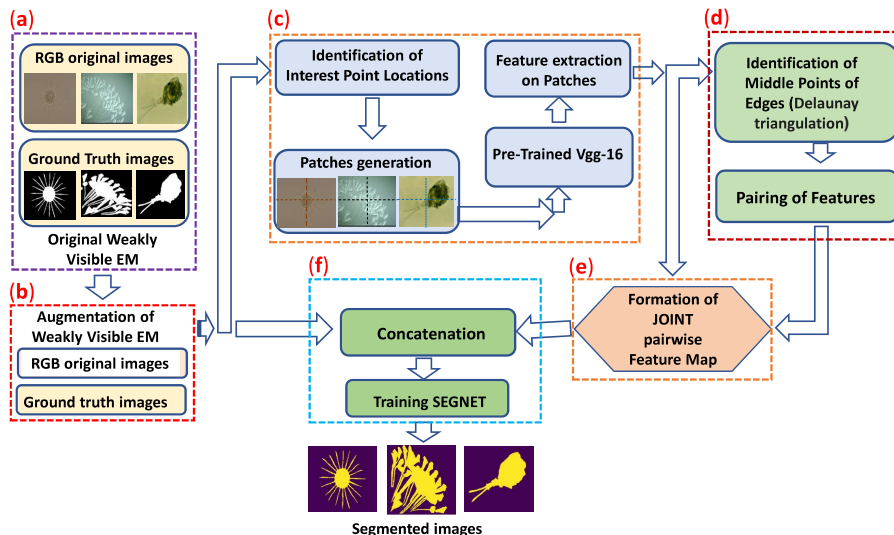 (a)
RGB original images
Ground Truth images
Original Weakly
Visible EM
(b)
Augmentation of
Weakly Visible EM
RGB original images
Ground truth images
(c)
Identification of
Interest Point Locations
Patches generation
Feature extraction
on Patches
Pre-Trained Vgg-16
(d)
Identification of
Middle Points of
Edges (Delaunay
triangulation)
Pairing of Features
(e)
Formation of
JOINT
pairwise
Feature Map
(f)
Concatenation
Training SEGNET
Segmented images